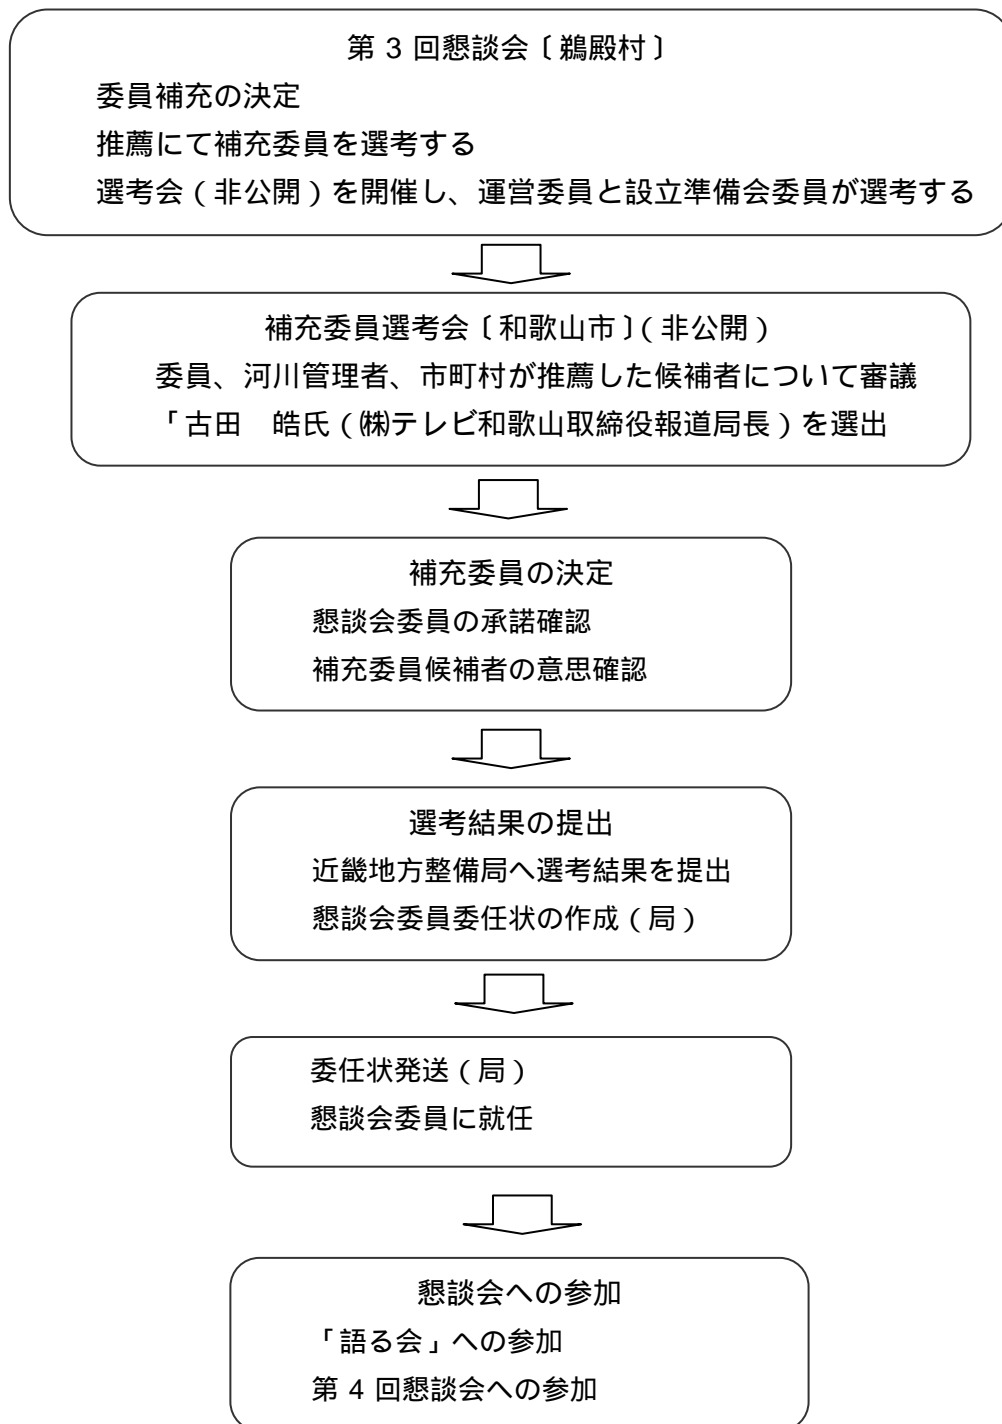 第 3 回懇談会〔鵜殿村〕
委員補充の決定
推薦にて補充委員を選考する
選考会(非公開)を開催し、運営委員と設立準備会委員が選考する
補充委員選考会〔和歌山市〕(非公開)
委員、河川管理者、市町村が推薦した候補者について審議
「古田　皓氏(㈱テレビ和歌山取締役報道局長)を選出
補充委員の決定
懇談会委員の承諾確認
補充委員候補者の意思確認
選考結果の提出
近畿地方整備局へ選考結果を提出
懇談会委員委任状の作成(局)
委任状発送(局)
懇談会委員に就任
懇談会への参加
「語る会」への参加
第 4 回懇談会への参加